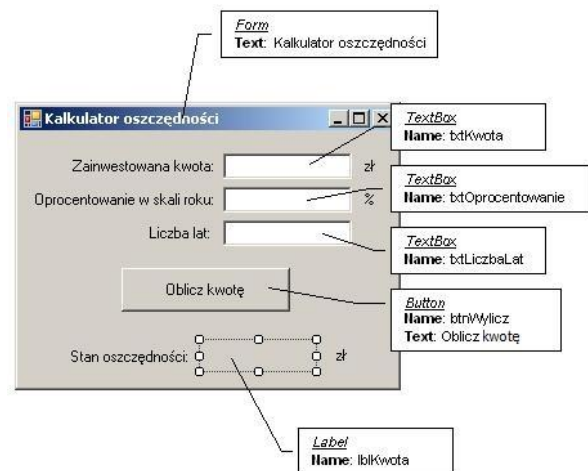 Form
Text: Kalkulator oszczędności
Kalkulator oszczędności
TextBox
Name: txtKwota
Zainwestowana kwota: zł
TextBox
Name: txtOprocentowanie
Oprocentowanie w skali roku: %
TextBox
Name: txtLiczbaLat
Liczba lat:
Oblicz kwotę
Button
Name: btnWylicz
Text: Oblicz kwotę
Stan oszczędności: zł
Label
Name: lblKwota